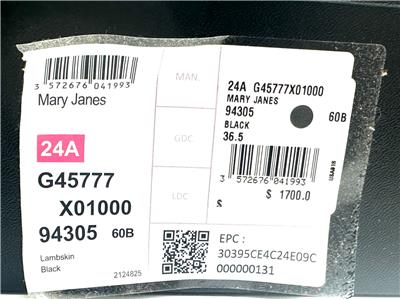 3 572676 041993
Mary Janes
24A
G45777
X01000
94305 60B
Lambskin
Black
2124825
MAN.
GDC.
LDC
24A G45777X01000
MARY JANES
94305
60B
BLACK
36.5
3 572676 041993
$ 1700.0
$
EPC :
30395CE4C24E09C
000000131